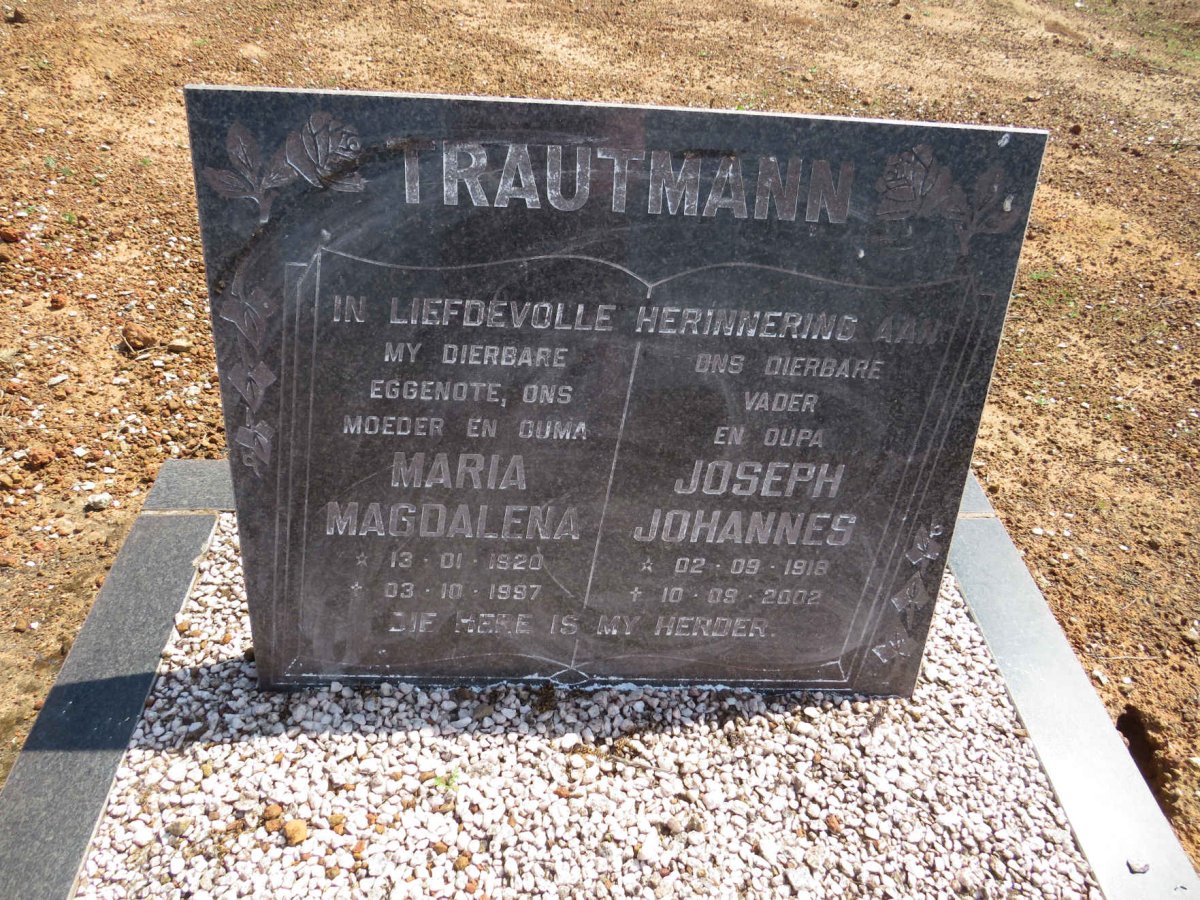 TRAUTMANN
IN LIEFDEVOLLE HERINNERING AAN
MY DIERBARE
EGGENOTE, ONS
MOEDER EN OUMA
MARIA
MAGDALENA
* 13 · 01 · 1920
* 03 · 10 · 1997
ONS DIERBARE
VADER
EN OUPA
JOSEPH
JOHANNES
* 02 · 09 · 1918
+ 10 · 09 · 2002
DIE HERE IS MY HERDER.